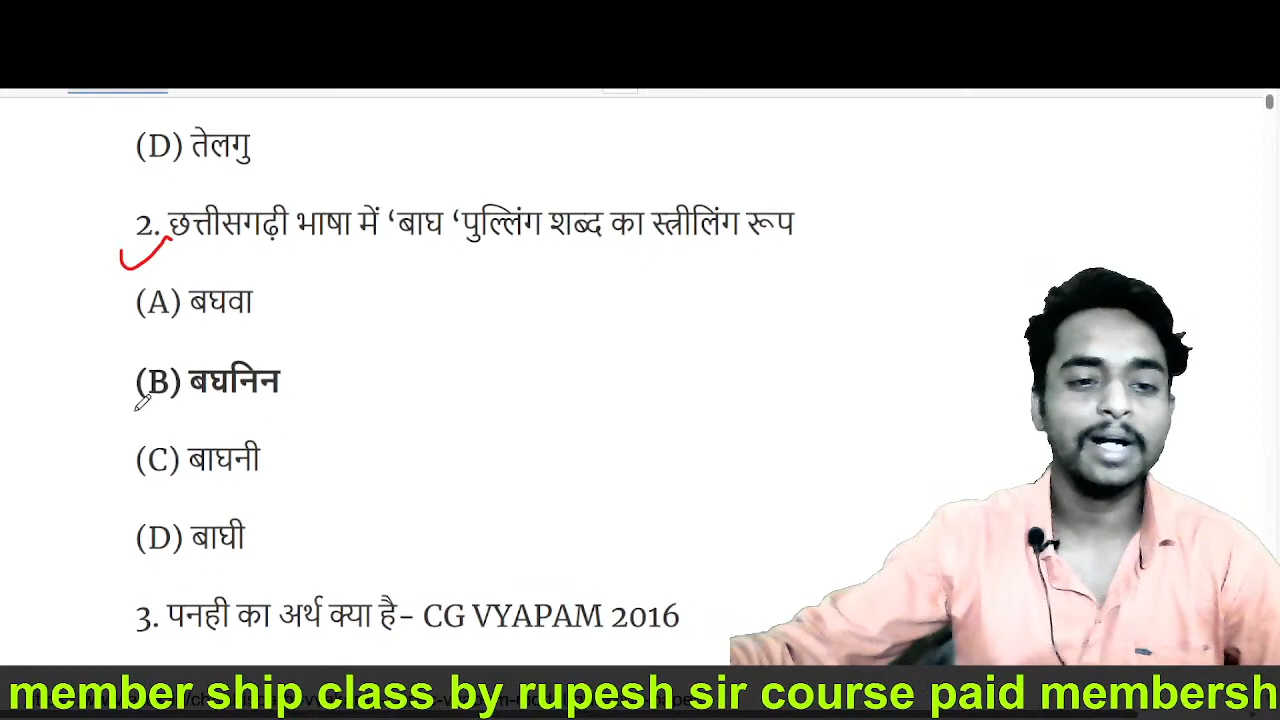 (D) तेलगु
2. छत्तीसगढ़ी भाषा में ‘बाघ ‘पुल्लिंग शब्द का स्त्रीलिंग रूप
(A) बघवा
(B) बघनिन
(C) बाघनी
(D) बाघी
3. पनही का अर्थ क्या है- CG VYAPAM 2016
member ship class by rupesh sir course paid membersh